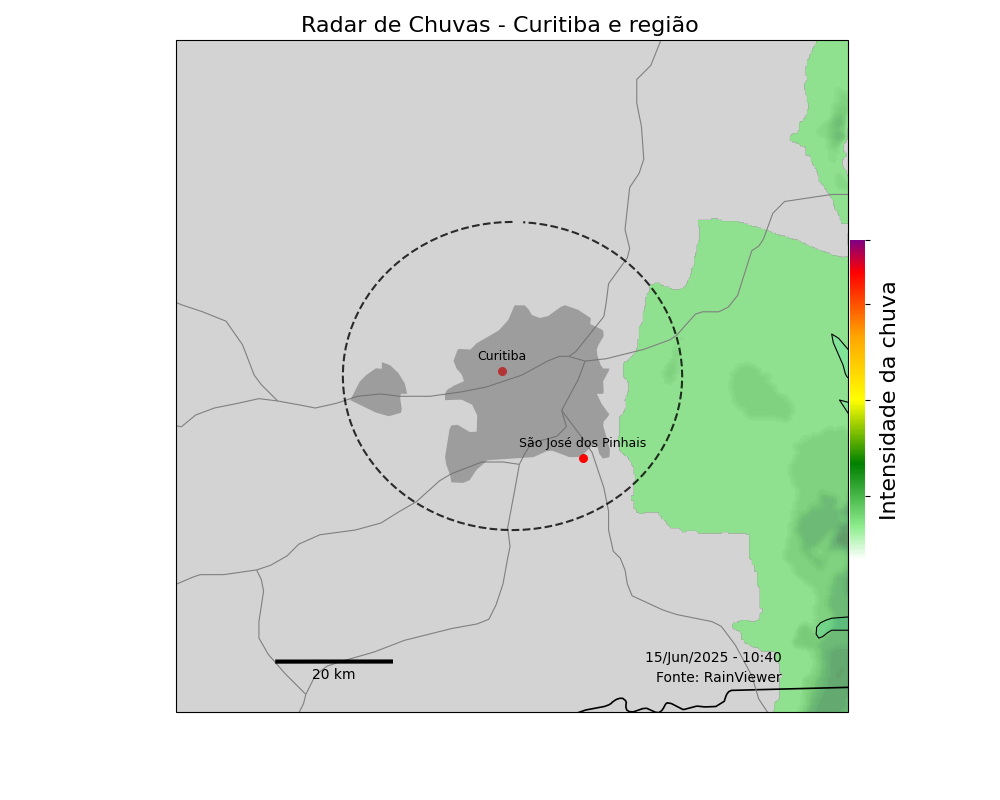 Radar de Chuvas - Curitiba e região
Curitiba
São José dos Pinhais
Intensidade da chuva
15/Jun/2025 - 10:40
Fonte: RainViewer
20 km